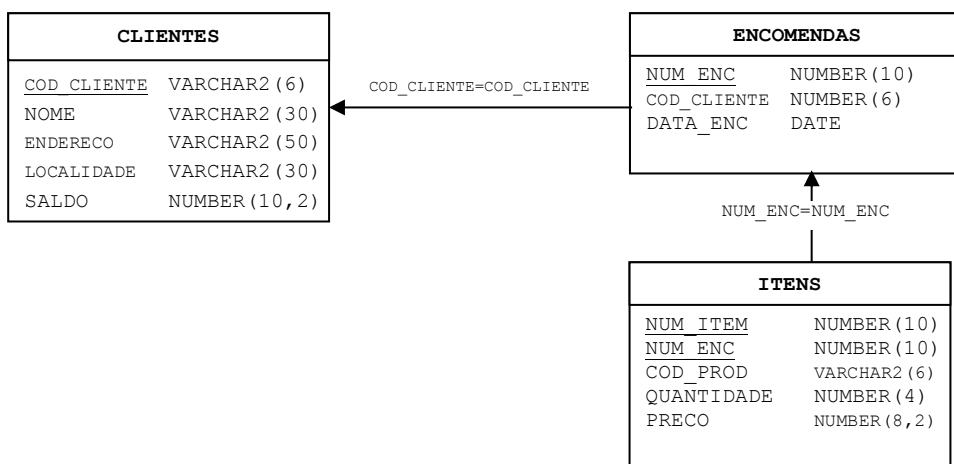 CLIENTES
COD_CLIENTE VARCHAR2(6)
NOME VARCHAR2(30)
ENDERECO VARCHAR2(50)
LOCALIDADE VARCHAR2(30)
SALDO NUMBER(10,2)
COD_CLIENTE=COD_CLIENTE
ENCOMENDAS
NUM_ENC NUMBER(10)
COD_CLIENTE NUMBER(6)
DATA_ENC DATE
NUM_ENC=NUM_ENC
ITENS
NUM_ITEM NUMBER(10)
NUM_ENC NUMBER(10)
COD_PROD VARCHAR2(6)
QUANTIDADE NUMBER(4)
PRECO NUMBER(8,2)